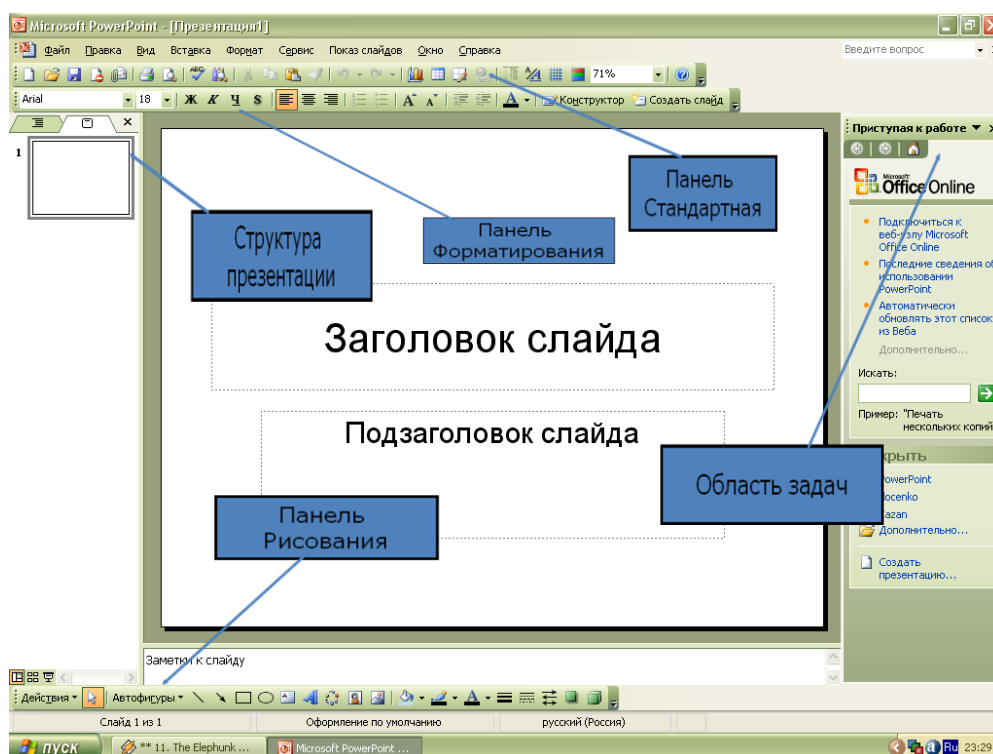 Microsoft PowerPoint - [Презентация1]
Файл Правка Вид Вставка Формат Сервис Показ слайдов Окно Справка Введите вопрос
71%
Arial 18 Ж К Ч S Конструктор Создать слайд
Приступая к работе
1
Microsoft
Office Online
Панель
Стандартная
Панель
Форматирования
Структура
презентации
Подключиться к
веб-узлу Microsoft
Office Online
Последние сведения об
использовании
PowerPoint
Автоматически
обновлять этот список
из Веба
Дополнительно...
Заголовок слайда
Искать:
Пример: "Печать
нескольких копий
Подзаголовок слайда
Область задач
Дополнительно...
Создать
презентацию...
Панель
Рисования
Заметки к слайду
Действия Автофигуры
Слайд 1 из 1 Оформление по умолчанию русский (Россия)
пуск ** 11. The Elephunk ... Microsoft PowerPoint ... Ru 23:29